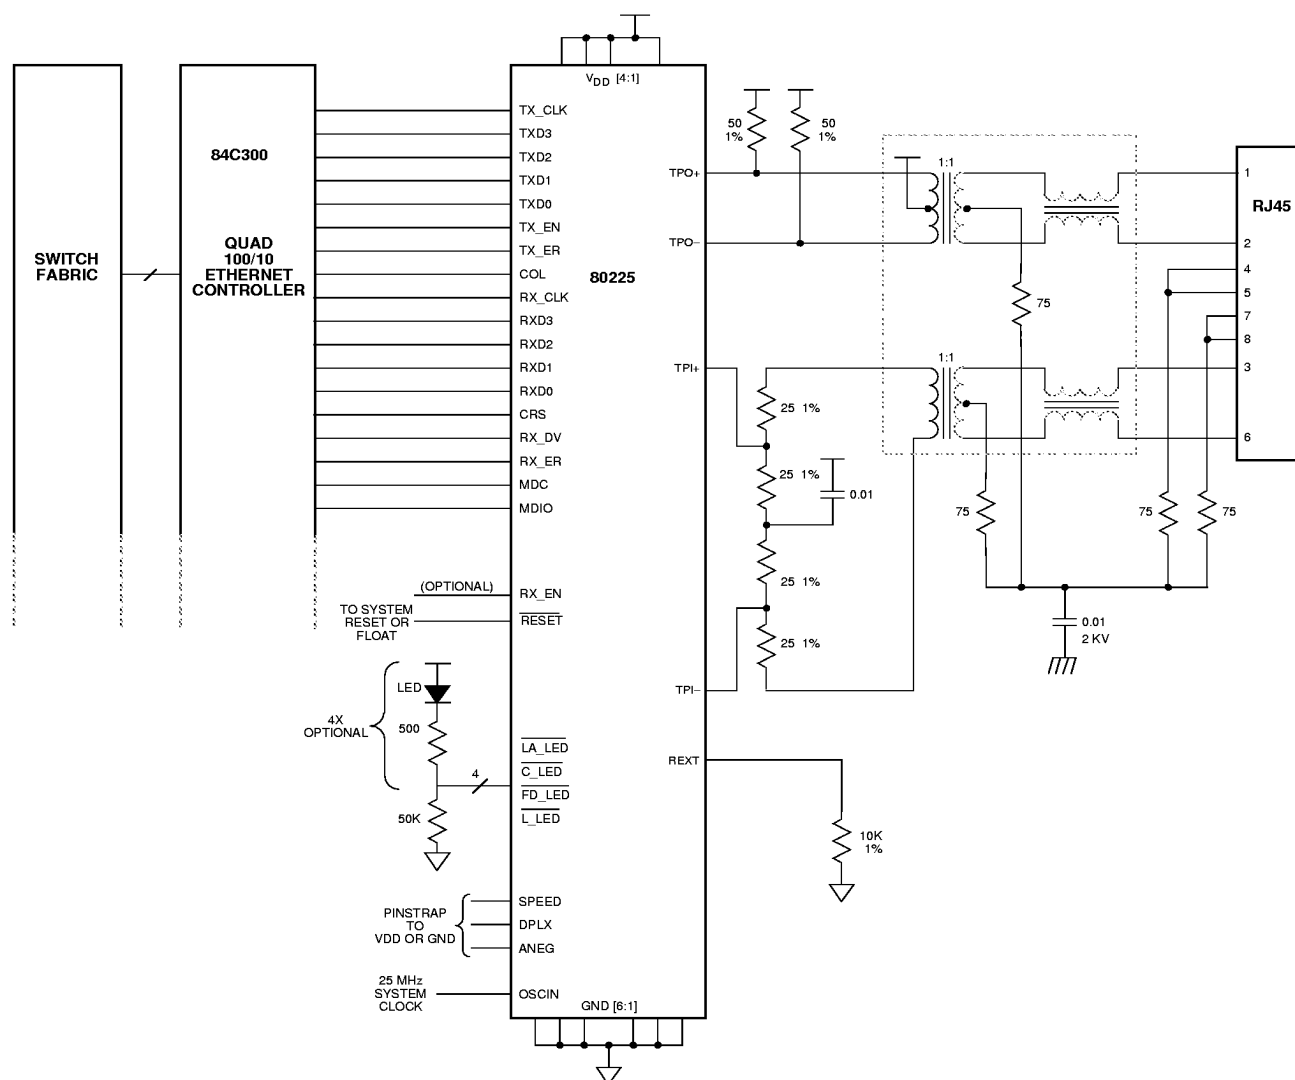 SWITCH
FABRIC
84C300
QUAD
100/10
ETHERNET
CONTROLLER
VDD [4:1]
80225
TX_CLK
TXD3
TXD2
TXD1
TXD0
TX_EN
TX_ER
COL
RX_CLK
RXD3
RXD2
RXD1
RXD0
CRS
RX_DV
RX_ER
MDC
MDIO
(OPTIONAL)
RX_EN
TO SYSTEM
RESET OR
FLOAT
RESET
4X
OPTIONAL
LED
500
50K
4
LA_LED
C_LED
FD_LED
L_LED
PINSTRAP
TO
VDD OR GND
SPEED
DPLX
ANEG
25 MHz
SYSTEM
CLOCK
OSCIN
GND [6:1]
TPO+
TPO–
TPI+
TPI–
REXT
50
1%
50
1%
25 1%
25 1%
25 1%
25 1%
0.01
10K
1%
1:1
1:1
75
75
75
75
0.01
2 KV
RJ45
1
2
4
5
7
8
3
6